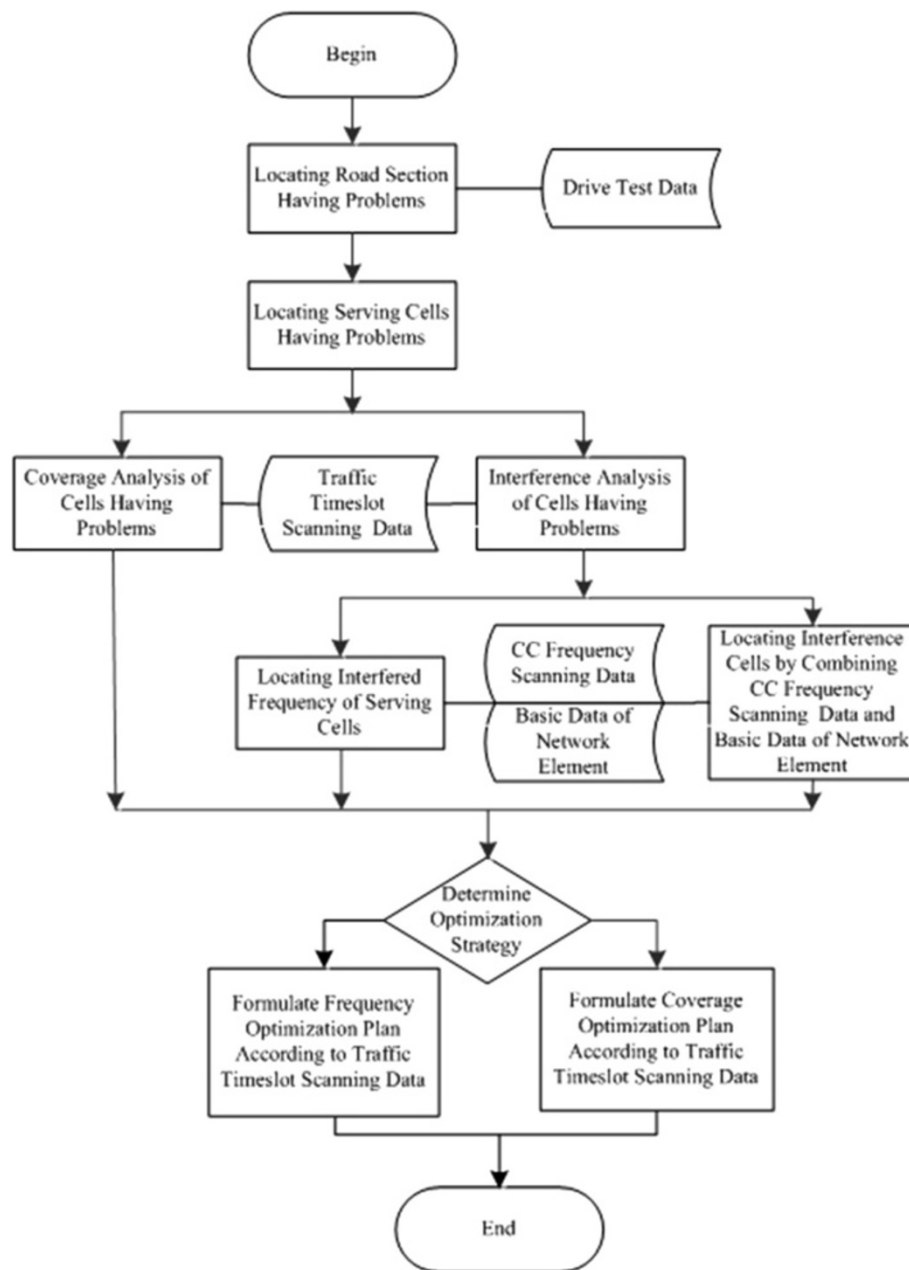 Begin
Locating Road Section
Having Problems
Drive Test Data
Locating Serving Cells
Having Problems
Coverage Analysis of
Cells Having
Problems
Traffic
Timeslot
Scanning Data
Interference Analysis
of Cells Having
Problems
Locating Interfered
Frequency of Serving
Cells
CC Frequency
Scanning Data
Basic Data of
Network
Element
Locating Interference
Cells by Combining
CC Frequency
Scanning Data and
Basic Data of Network
Element
Determine
Optimization
Strategy
Formulate Frequency
Optimization Plan
According to Traffic
Timeslot Scanning Data
Formulate Coverage
Optimization Plan
According to Traffic
Timeslot Scanning Data
End